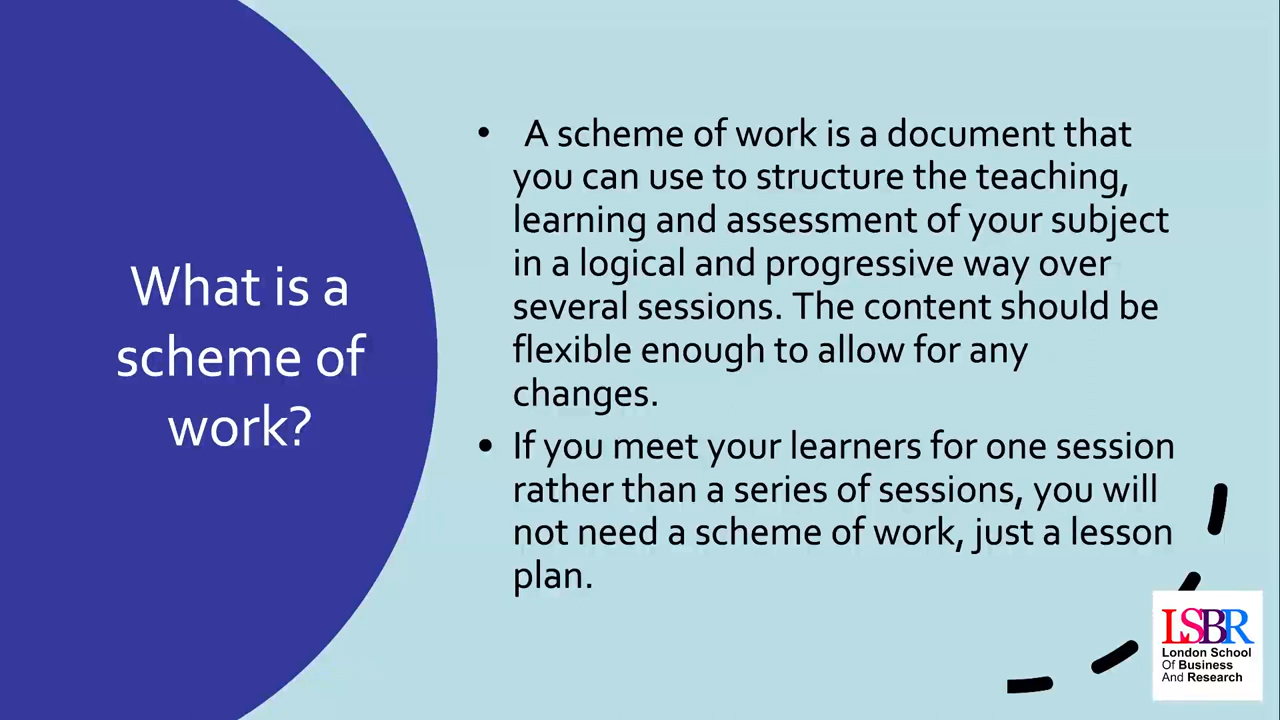 What is a
scheme of
work?
• A scheme of work is a document that
you can use to structure the teaching,
learning and assessment of your subject
in a logical and progressive way over
several sessions. The content should be
flexible enough to allow for any
changes.
• If you meet your learners for one session
rather than a series of sessions, you will
not need a scheme of work, just a lesson
plan.
LSBR
London School
Of Business
And Research